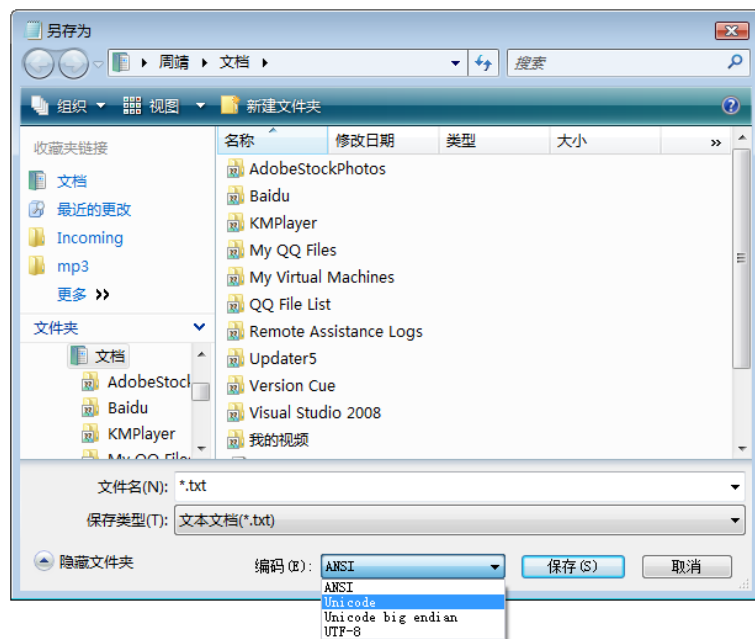 另存为
周靖 文档
搜索
组织 视图 新建文件夹
收藏夹链接
文档
最近的更改
Incoming
mp3
更多 >>
文件夹
文档
AdobeStock
Baidu
KMPlayer
My QQ Files
名称 修改日期 类型 大小 »
AdobeStockPhotos
Baidu
KMPlayer
My QQ Files
My Virtual Machines
QQ File List
Remote Assistance Logs
Updater5
Version Cue
Visual Studio 2008
我的视频
文件名(N): *.txt
保存类型(T): 文本文档(*.txt)
隐藏文件夹 编码(E): ANSI 保存(S) 取消
ANSI
Unicode
Unicode big endian
UTF-8